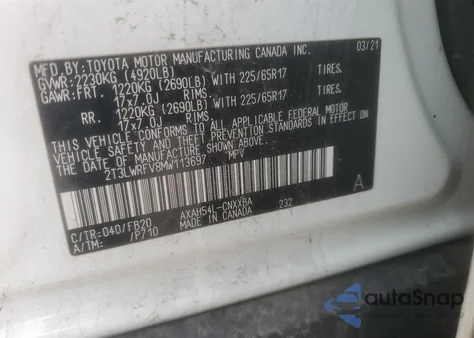 MFD. BY: TOYOTA MOTOR MANUFACTURING CANADA INC. 03/21
GVWR: 2230KG (4920LB)
GAWR: FRT. 1220KG (2690LB) WITH 225/65R17 TIRES,
17x7.0J RIMS,
RR. 1220KG (2690LB) WITH 225/65R17 TIRES,
17x7.0J RIMS,
THIS VEHICLE CONFORMS TO ALL APPLICABLE FEDERAL MOTOR
VEHICLE SAFETY AND THEFT PREVENTION STANDARDS IN EFFECT
ON THE DATE OF MANUFACTURE SHOWN ABOVE.
2T3LWRFV8MW113697 MPV
A
C/TR: 040/FB20 AXAH54L-CNXXBA 232
A/TM: /P710 MADE IN CANADA
autoSnap